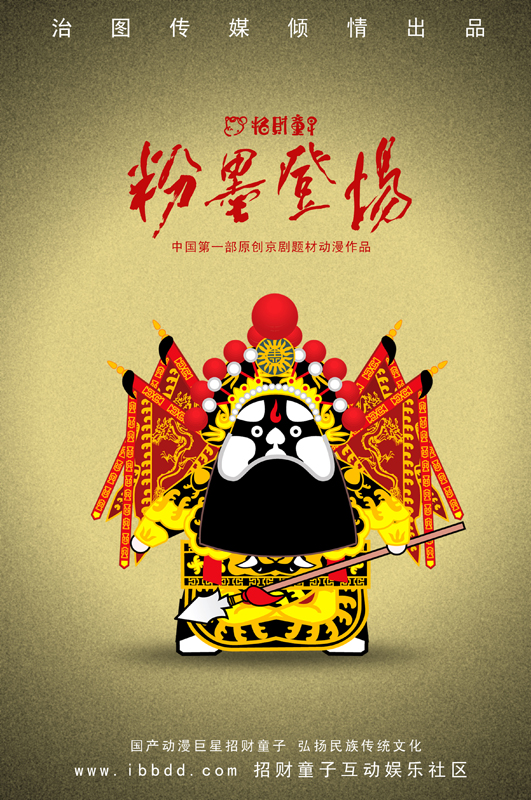 治图传媒倾情出品
招财童子
粉墨登场
中国第一部原创京剧题材动漫作品
国产动漫巨星招财童子 弘扬民族传统文化
www.ibbdd.com 招财童子互动娱乐社区